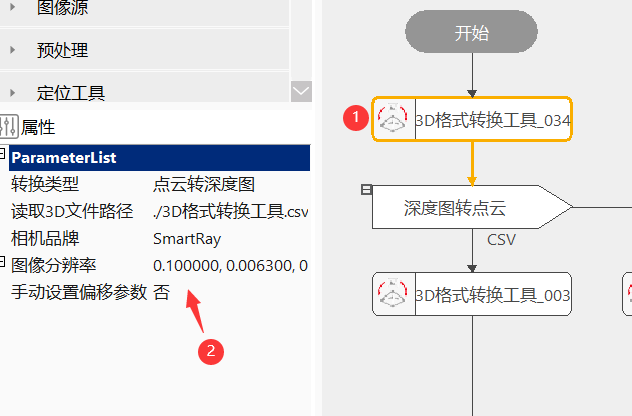 图像源
预处理
定位工具
属性
ParameterList
转换类型 点云转深度图
读取3D文件路径 ./3D格式转换工具.csv
相机品牌 SmartRay
图像分辨率 0.100000, 0.006300, 0
手动设置偏移参数 否
2
开始
1
3D格式转换工具_034
深度图转点云
CSV
3D格式转换工具_003